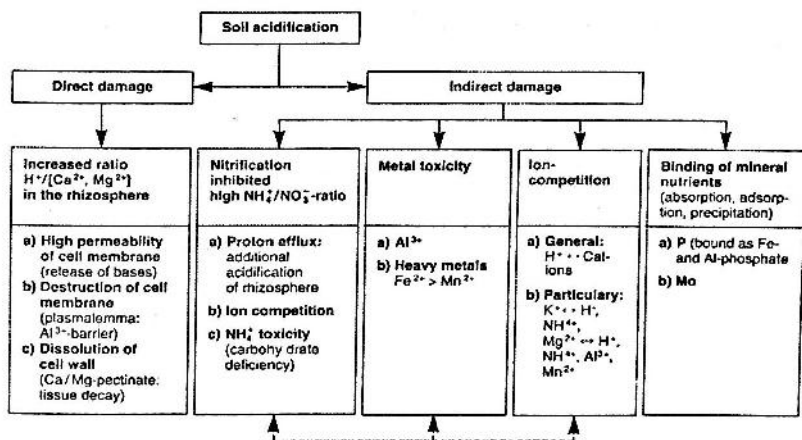 Soil acidification
Direct damage
Indirect damage
Increased ratio
H⁺/[Ca²⁺, Mg²⁺]
in the rhizosphere
a) High permeability
of cell membrane
(release of bases)
b) Destruction of cell
membrane
(plasmalemma:
Al³⁺-barrier)
c) Dissolution of
cell wall
(Ca/Mg-pectinate:
tissue decay)
Nitrification
inhibited
high NH₄⁺/NO₃⁻-ratio
a) Proton efflux:
additional
acidification
of rhizosphere
b) Ion competition
c) NH₄⁺ toxicity
(carbohy drate
deficiency)
Metal toxicity
a) Al³⁺
b) Heavy metals
Fe²⁺ > Mn²⁺
Ion-
competition
a) General:
H⁺ ↔ Cat-
ions
b) Particulary:
K⁺ ↔ H⁺,
NH⁴⁺,
Mg²⁺ ↔ H⁺,
NH⁴⁺, Al³⁺,
Mn²⁺
Binding of mineral
nutrients
(absorption, adsorp-
tion, precipitation)
a) P (bound as Fe-
and Al-phosphate
b) Mo